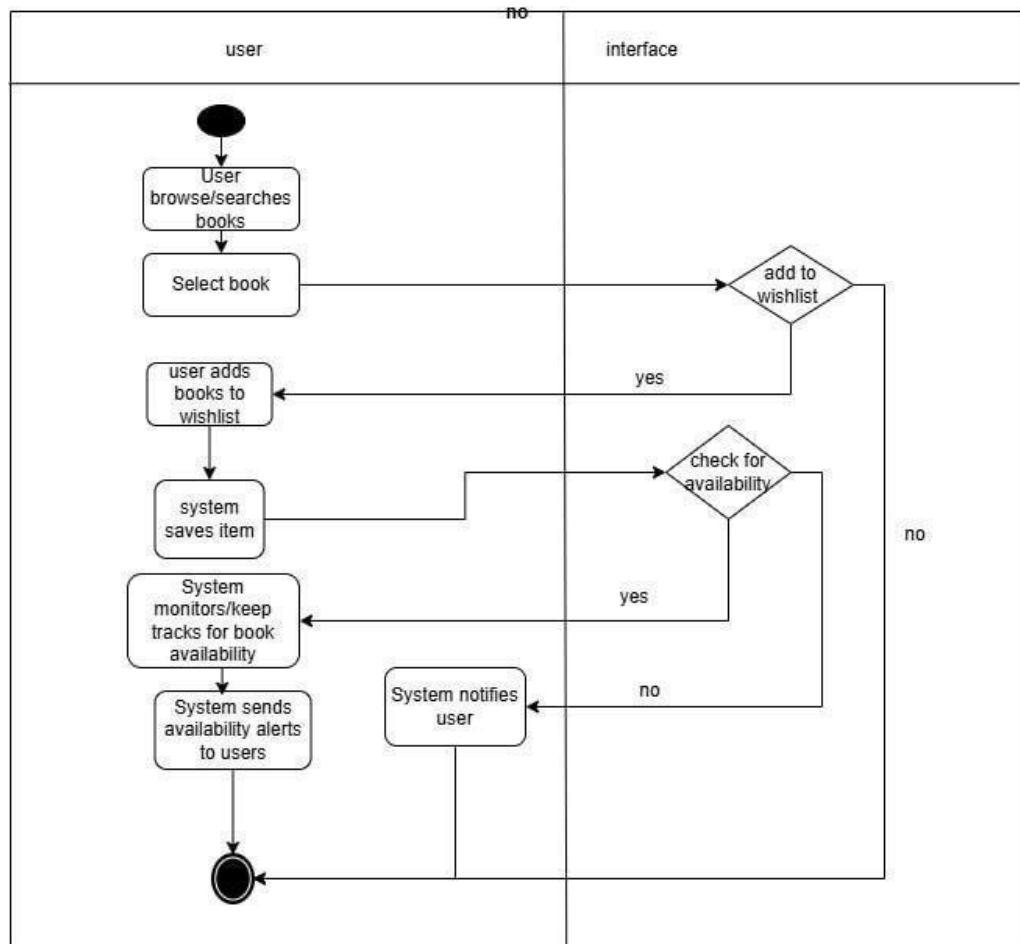 no
user
interface
User
browse/searches
books
Select book
add to
wishlist
user adds
books to
wishlist
yes
check for
availability
system
saves item
no
System
monitors/keep
tracks for book
availability
yes
System sends
availability alerts
to users
System notifies
user
no